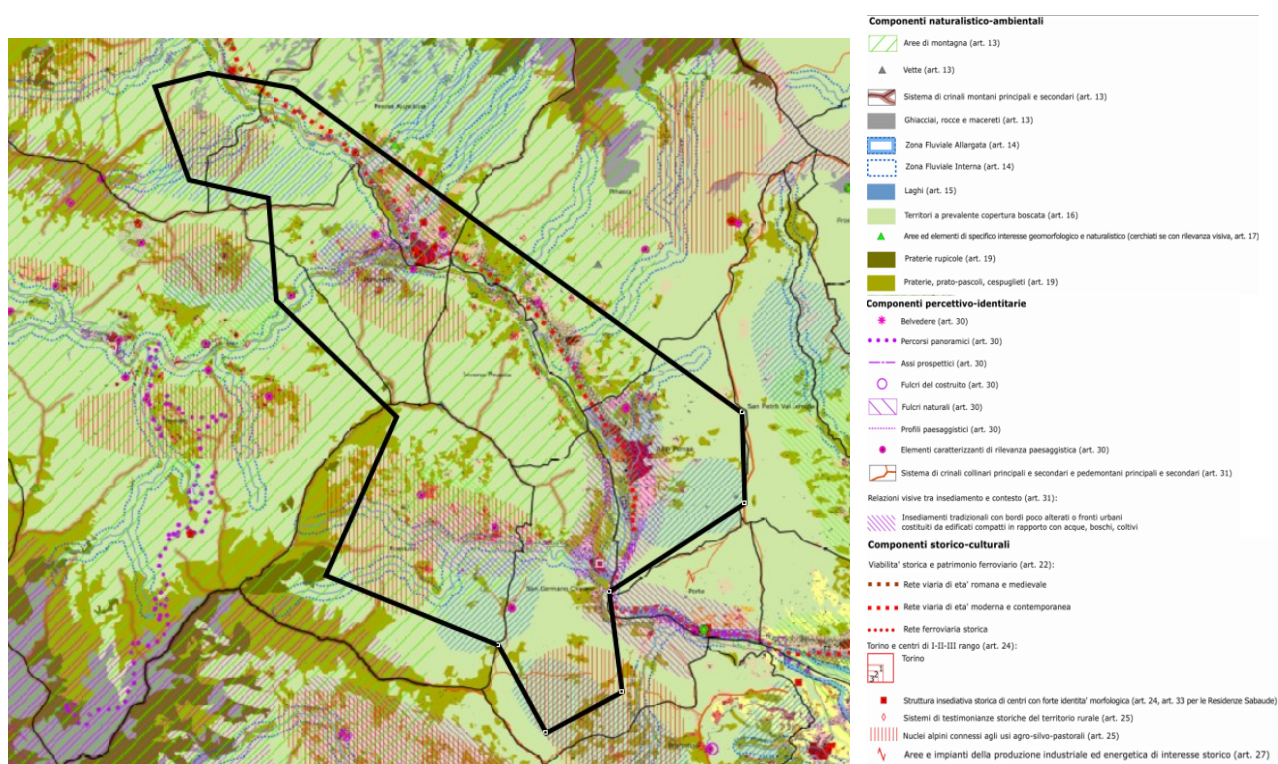 Perosa Argentina
Pinasca
San Germano Chisone
Porte
Componenti naturalistico-ambientali
Aree di montagna (art. 13)
Vette (art. 13)
Sistema di crinali montani principali e secondari (art. 13)
Ghiacciai, rocce e macereti (art. 13)
Zona Fluviale Allargata (art. 14)
Zona Fluviale Interna (art. 14)
Laghi (art. 15)
Territori a prevalente copertura boscata (art. 16)
Aree ed elementi di specifico interesse geomorfologico e naturalistico (cerchiati se con rilevanza visiva, art. 17)
Praterie rupicole (art. 19)
Praterie, prato-pascoli, cespuglieti (art. 19)
Componenti percettivo-identitarie
Belvedere (art. 30)
Percorsi panoramici (art. 30)
Assi prospettici (art. 30)
Fulcri del costruito (art. 30)
Fulcri naturali (art. 30)
Profili paesaggistici (art. 30)
Elementi caratterizzanti di rilevanza paesaggistica (art. 30)
Sistema di crinali collinari principali e secondari e pedemontani principali e secondari (art. 31)
Relazioni visive tra insediamento e contesto (art. 31):
Insediamenti tradizionali con bordi poco alterati o fronti urbani
costituiti da edificati compatti in rapporto con acque, boschi, coltivi
Componenti storico-culturali
Viabilita' storica e patrimonio ferroviario (art. 22):
Rete viaria di eta' romana e medievale
Rete viaria di eta' moderna e contemporanea
Rete ferroviaria storica
Torino e centri di I-II-III rango (art. 24):
Torino
1
2
3
Struttura insediativa storica di centri con forte identita' morfologica (art. 24, art. 33 per le Residenze Sabaude)
Sistemi di testimonianze storiche del territorio rurale (art. 25)
Nuclei alpini connessi agli usi agro-silvo-pastorali (art. 25)
Aree e impianti della produzione industriale ed energetica di interesse storico (art. 27)